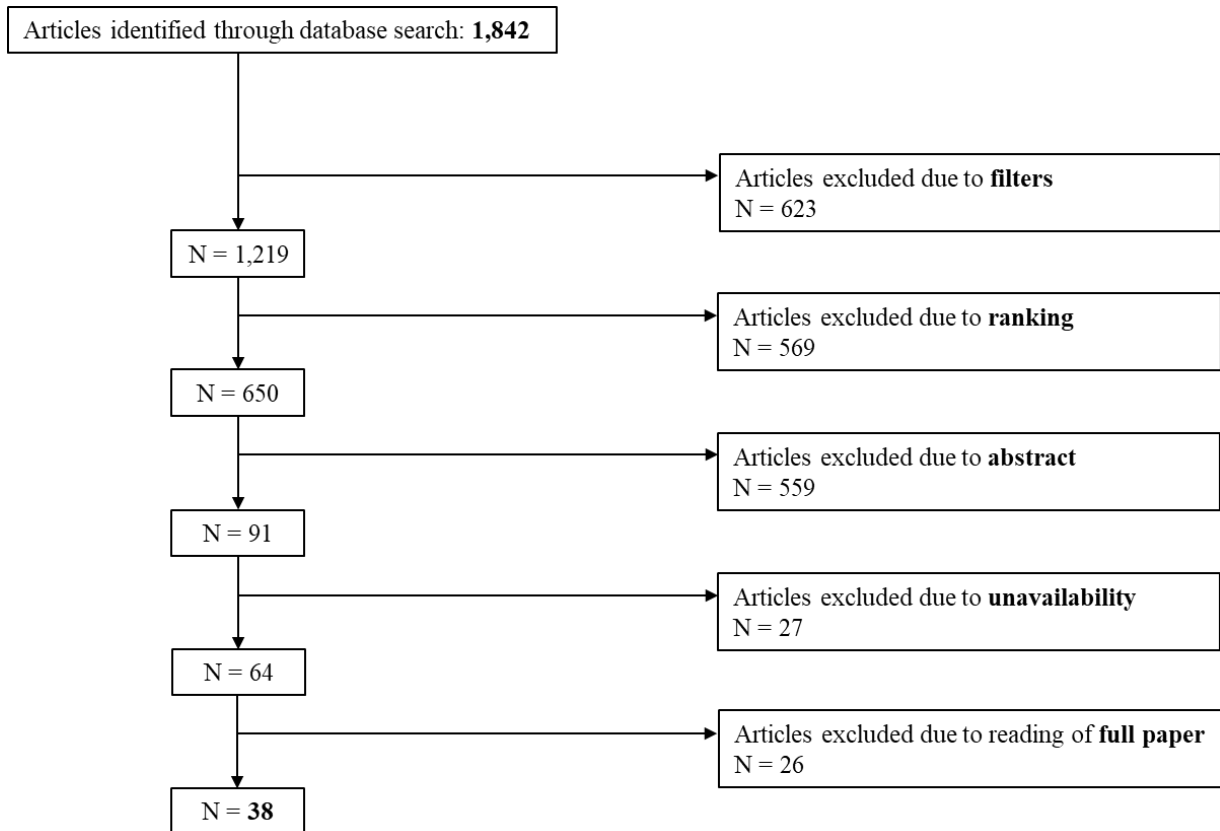 Articles identified through database search: 1,842
Articles excluded due to filters
N = 623
N = 1,219
Articles excluded due to ranking
N = 569
N = 650
Articles excluded due to abstract
N = 559
N = 91
Articles excluded due to unavailability
N = 27
N = 64
Articles excluded due to reading of full paper
N = 26
N = 38